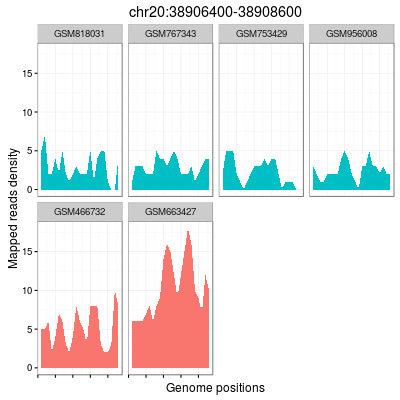 chr20:38906400-38908600
GSM818031 GSM767343 GSM753429 GSM956008
15
10
5
0
Mapped reads density
GSM466732 GSM663427
15
10
5
0
Genome positions